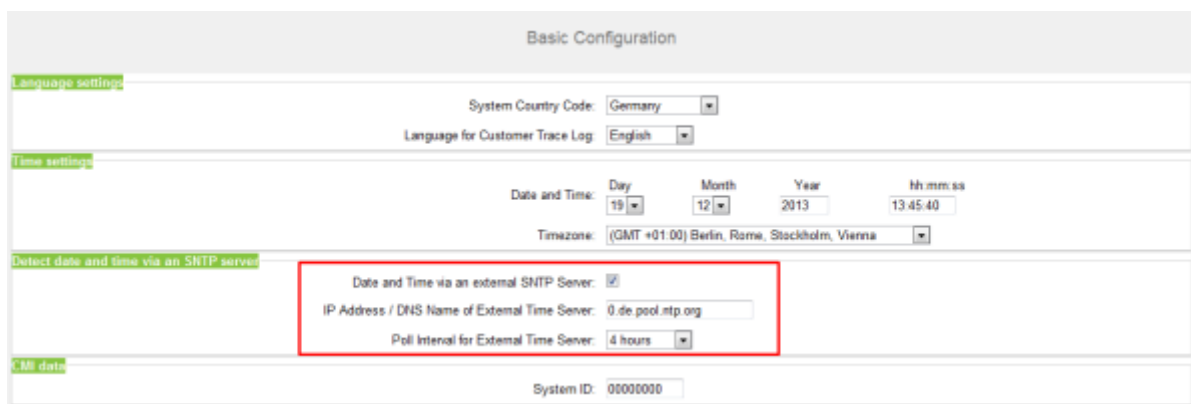 Basic Configuration
Language settings
System Country Code: Germany
Language for Customer Trace Log: English
Time settings
Day Month Year hh:mm:ss
Date and Time: 19 12 2013 13:45:40
Timezone: (GMT +01:00) Berlin, Rome, Stockholm, Vienna
Detect date and time via an SNTP server
Date and Time via an external SNTP Server:
IP Address / DNS Name of External Time Server: 0.de.pool.ntp.org
Poll Interval for External Time Server: 4 hours
CMI data
System ID: 00000000